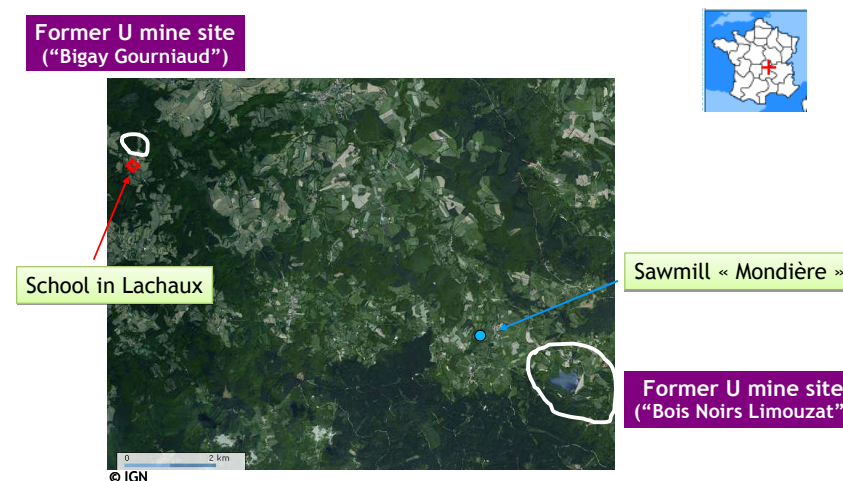 Former U mine site
(“Bigay Gourniaud”)
School in Lachaux
Sawmill « Mondière »
Former U mine site
(“Bois Noirs Limouzat”
0 2 km
© IGN